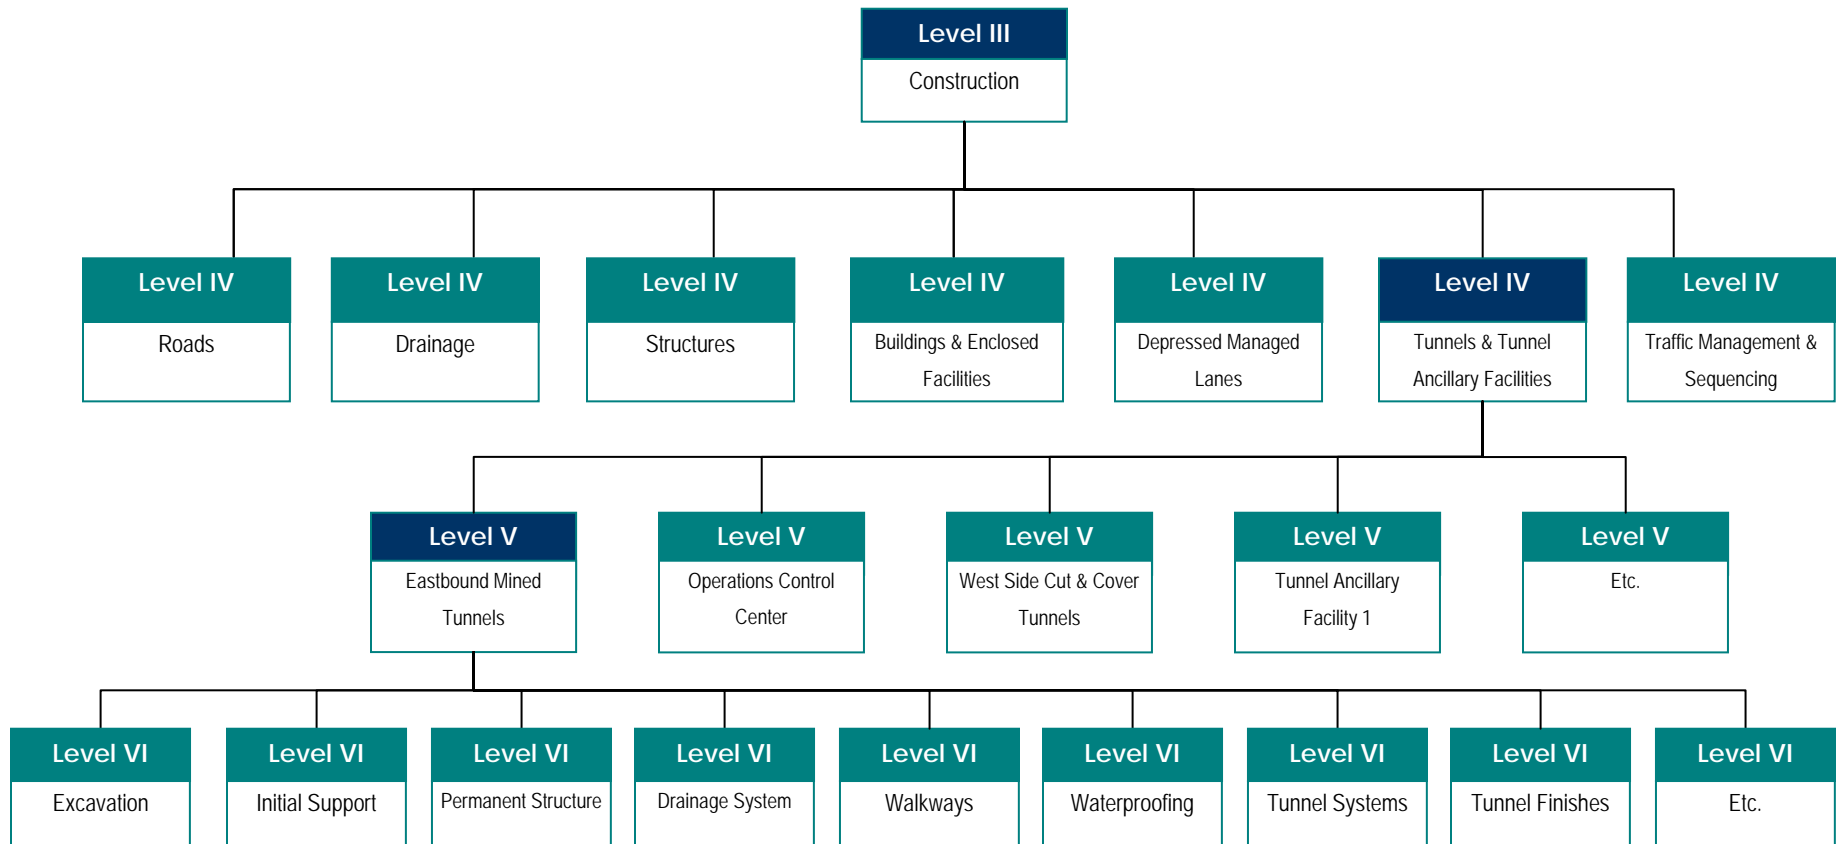 Level III
Construction
Level IV
Roads
Level IV
Drainage
Level IV
Structures
Level IV
Buildings & Enclosed
Facilities
Level IV
Depressed Managed
Lanes
Level IV
Tunnels & Tunnel
Ancillary Facilities
Level IV
Traffic Management &
Sequencing
Level V
Eastbound Mined
Tunnels
Level V
Operations Control
Center
Level V
West Side Cut & Cover
Tunnels
Level V
Tunnel Ancillary
Facility 1
Level V
Etc.
Level VI
Excavation
Level VI
Initial Support
Level VI
Permanent Structure
Level VI
Drainage System
Level VI
Walkways
Level VI
Waterproofing
Level VI
Tunnel Systems
Level VI
Tunnel Finishes
Level VI
Etc.